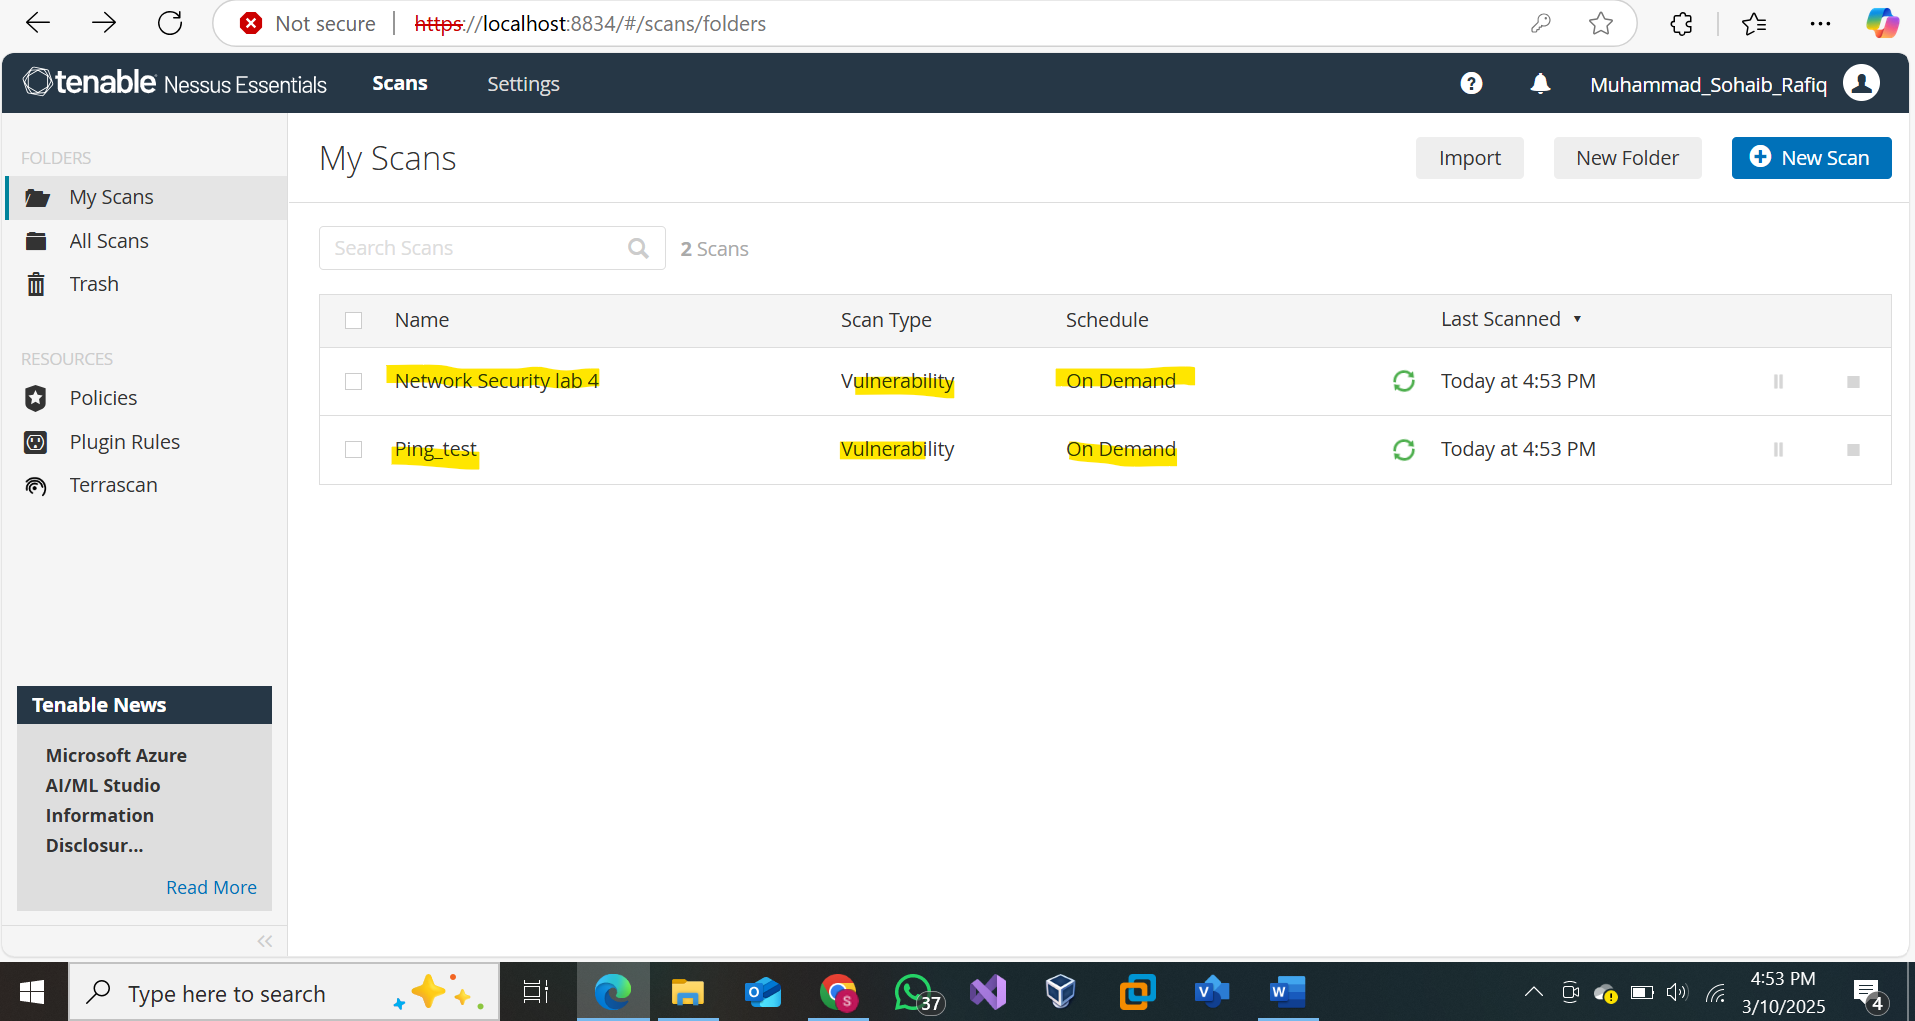 Not secure https://localhost:8834/#/scans/folders
tenable Nessus Essentials Scans Settings ? Muhammad_Sohaib_Rafiq
FOLDERS
My Scans
All Scans
Trash
RESOURCES
Policies
Plugin Rules
Terrascan
Tenable News
Microsoft Azure
AI/ML Studio
Information
Disclosur...
Read More
My Scans
Import New Folder New Scan
Search Scans 2 Scans
Name Scan Type Schedule Last Scanned
Network Security lab 4 Vulnerability On Demand Today at 4:53 PM
Ping_test Vulnerability On Demand Today at 4:53 PM
Type here to search
S
37
V
W
4:53 PM
3/10/2025
4